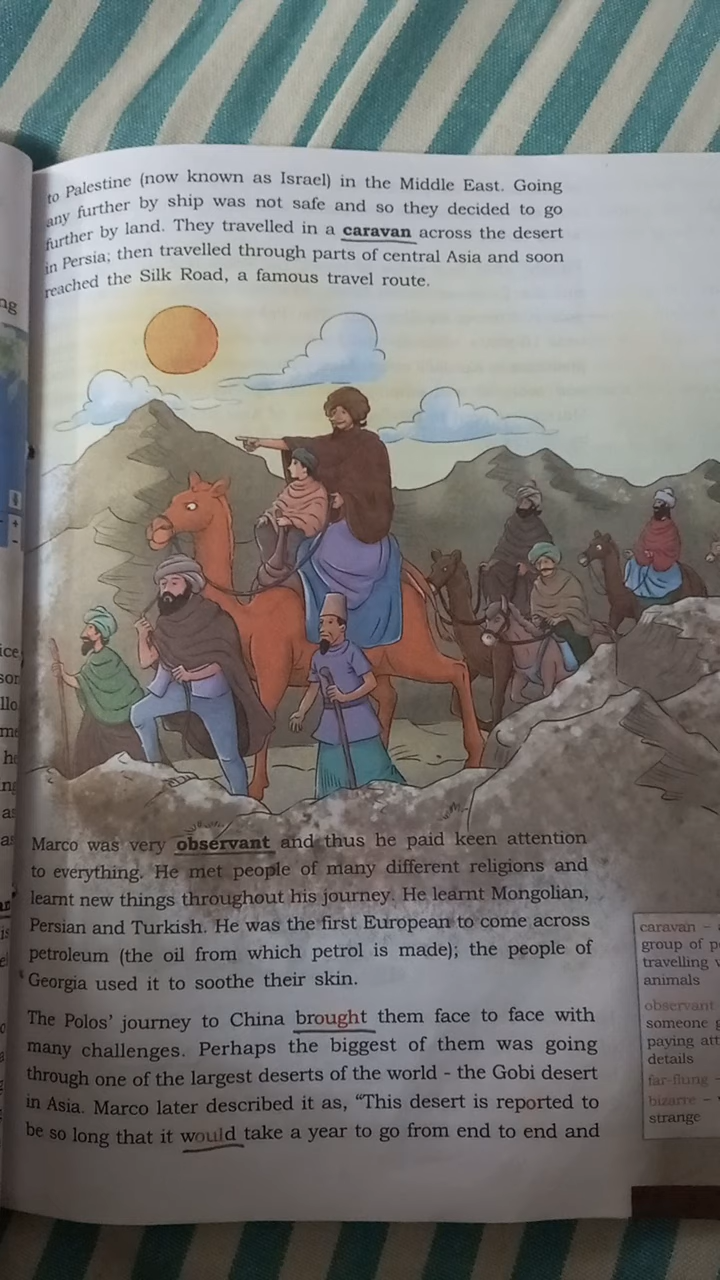 to Palestine (now known as Israel) in the Middle East. Going
any further by ship was not safe and so they decided to go
further by land. They travelled in a caravan across the desert
in Persia; then travelled through parts of central Asia and soon
reached the Silk Road, a famous travel route.
Marco was very observant and thus he paid keen attention
to everything. He met people of many different religions and
learnt new things throughout his journey. He learnt Mongolian,
Persian and Turkish. He was the first European to come across
petroleum (the oil from which petrol is made); the people of
Georgia used it to soothe their skin.
The Polos' journey to China brought them face to face with
many challenges. Perhaps the biggest of them was going
through one of the largest deserts of the world - the Gobi desert
in Asia. Marco later described it as, “This desert is reported to
be so long that it would take a year to go from end to end and
caravan –
group of
travelling
animals
observant
someone
paying
details
far-flung -
bizarre –
strange